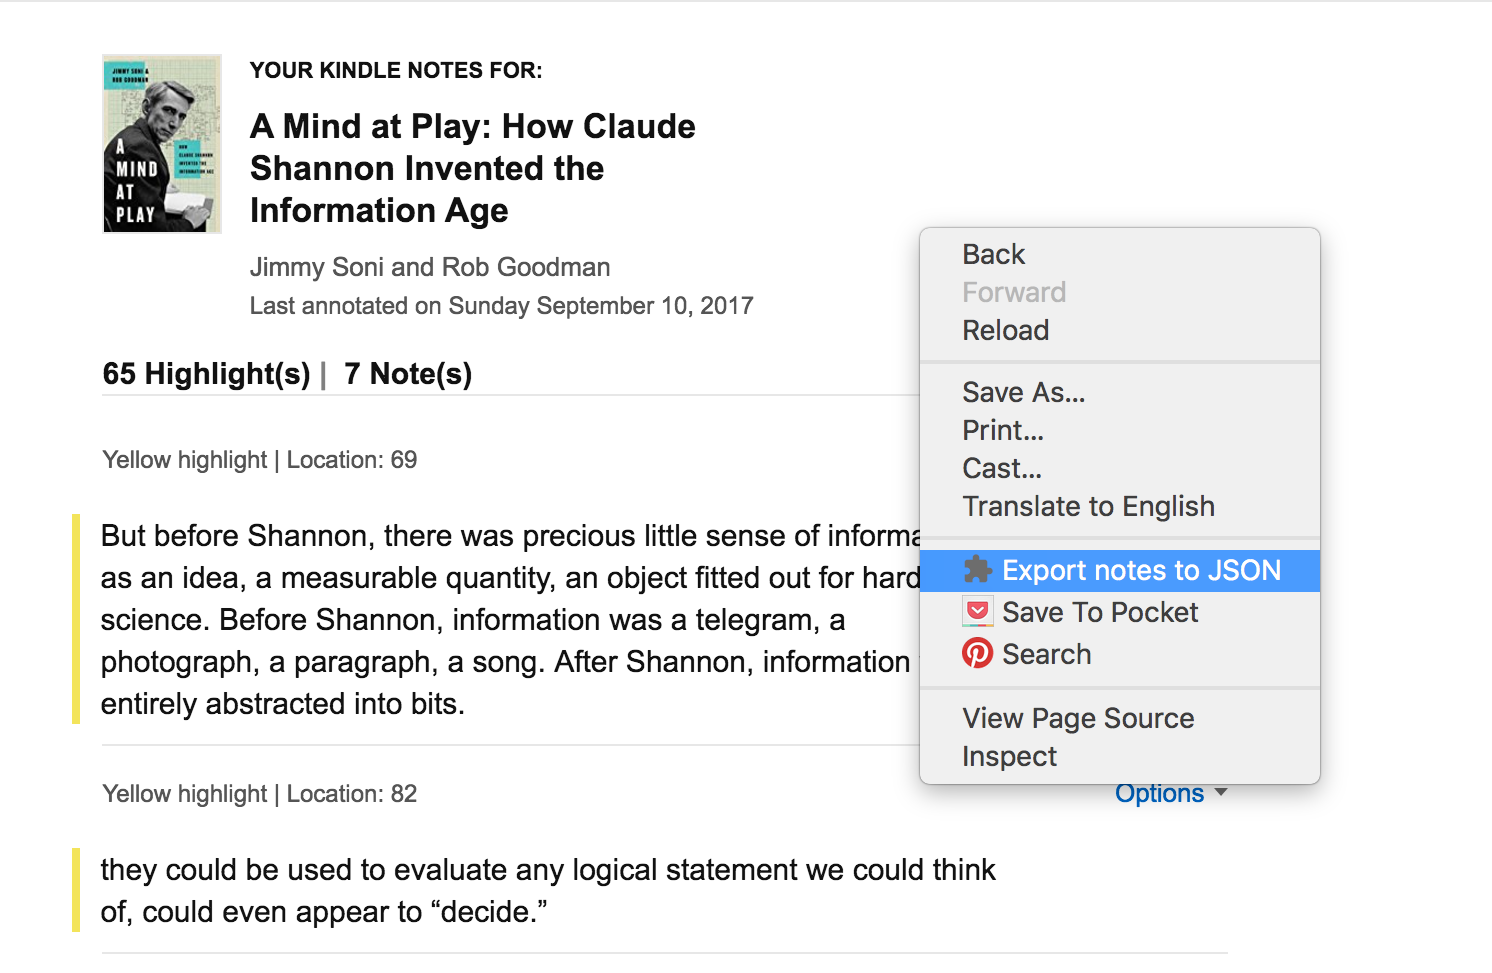 JIMMY SONI &
ROB GOODMAN
A
MIND
AT
PLAY
HOW
CLAUDE SHANNON
INVENTED THE
INFORMATION AGE
YOUR KINDLE NOTES FOR:
A Mind at Play: How Claude
Shannon Invented the
Information Age
Jimmy Soni and Rob Goodman
Last annotated on Sunday September 10, 2017
65 Highlight(s) | 7 Note(s)
Yellow highlight | Location: 69
But before Shannon, there was precious little sense of informa
as an idea, a measurable quantity, an object fitted out for hard
science. Before Shannon, information was a telegram, a
photograph, a paragraph, a song. After Shannon, information
entirely abstracted into bits.
Yellow highlight | Location: 82
Options
they could be used to evaluate any logical statement we could think
of, could even appear to “decide.”
Back
Forward
Reload
Save As...
Print...
Cast...
Translate to English
Export notes to JSON
Save To Pocket
Search
View Page Source
Inspect